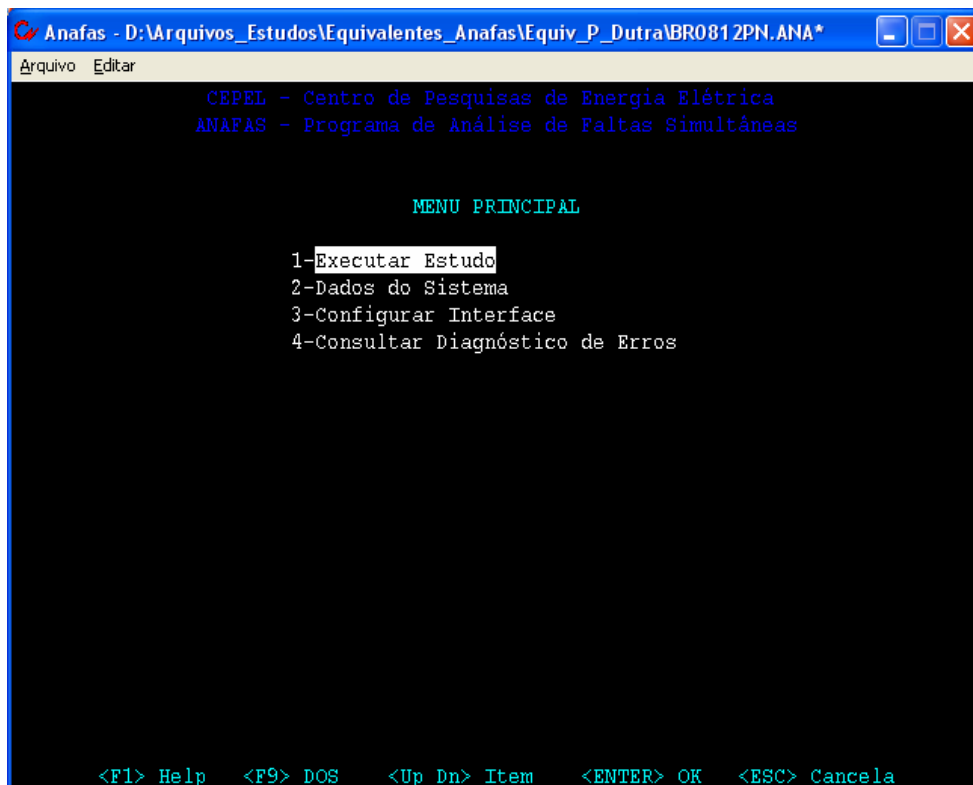 Anafas - D:\Arquivos_Estudos\Equivalentes_Anafas\Equiv_P_Dutra\BR0812PN.ANA*
Arquivo Editar
CEPEL - Centro de Pesquisas de Energia Elétrica
ANAFAS - Programa de Análise de Faltas Simultâneas
MENU PRINCIPAL
1-Executar Estudo
2-Dados do Sistema
3-Configurar Interface
4-Consultar Diagnóstico de Erros
<F1> Help <F9> DOS <Up Dn> Item <ENTER> OK <ESC> Cancela